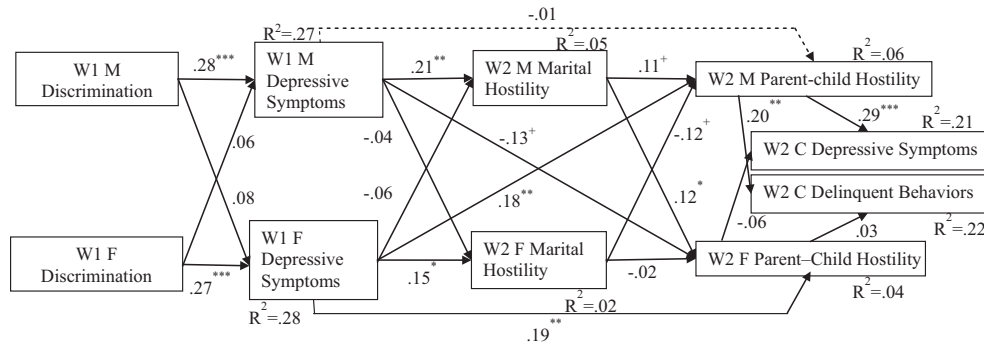 -.01
R²=.27
R²=.05
R²=.06
W1 M
Discrimination
.28***
W1 M
Depressive
Symptoms
.21**
W2 M Marital
Hostility
.11+
W2 M Parent-child Hostility
.20**
.29***
R²=.21
.06
-.04
-.13+
-.12+
W2 C Depressive Symptoms
W2 C Delinquent Behaviors
R²=.22
.08
-.06
.18**
.12*
-.06
.03
W1 F
Discrimination
.27***
W1 F
Depressive
Symptoms
.15*
W2 F Marital
Hostility
-.02
W2 F Parent–Child Hostility
R²=.28
R²=.02
R²=.04
.19**